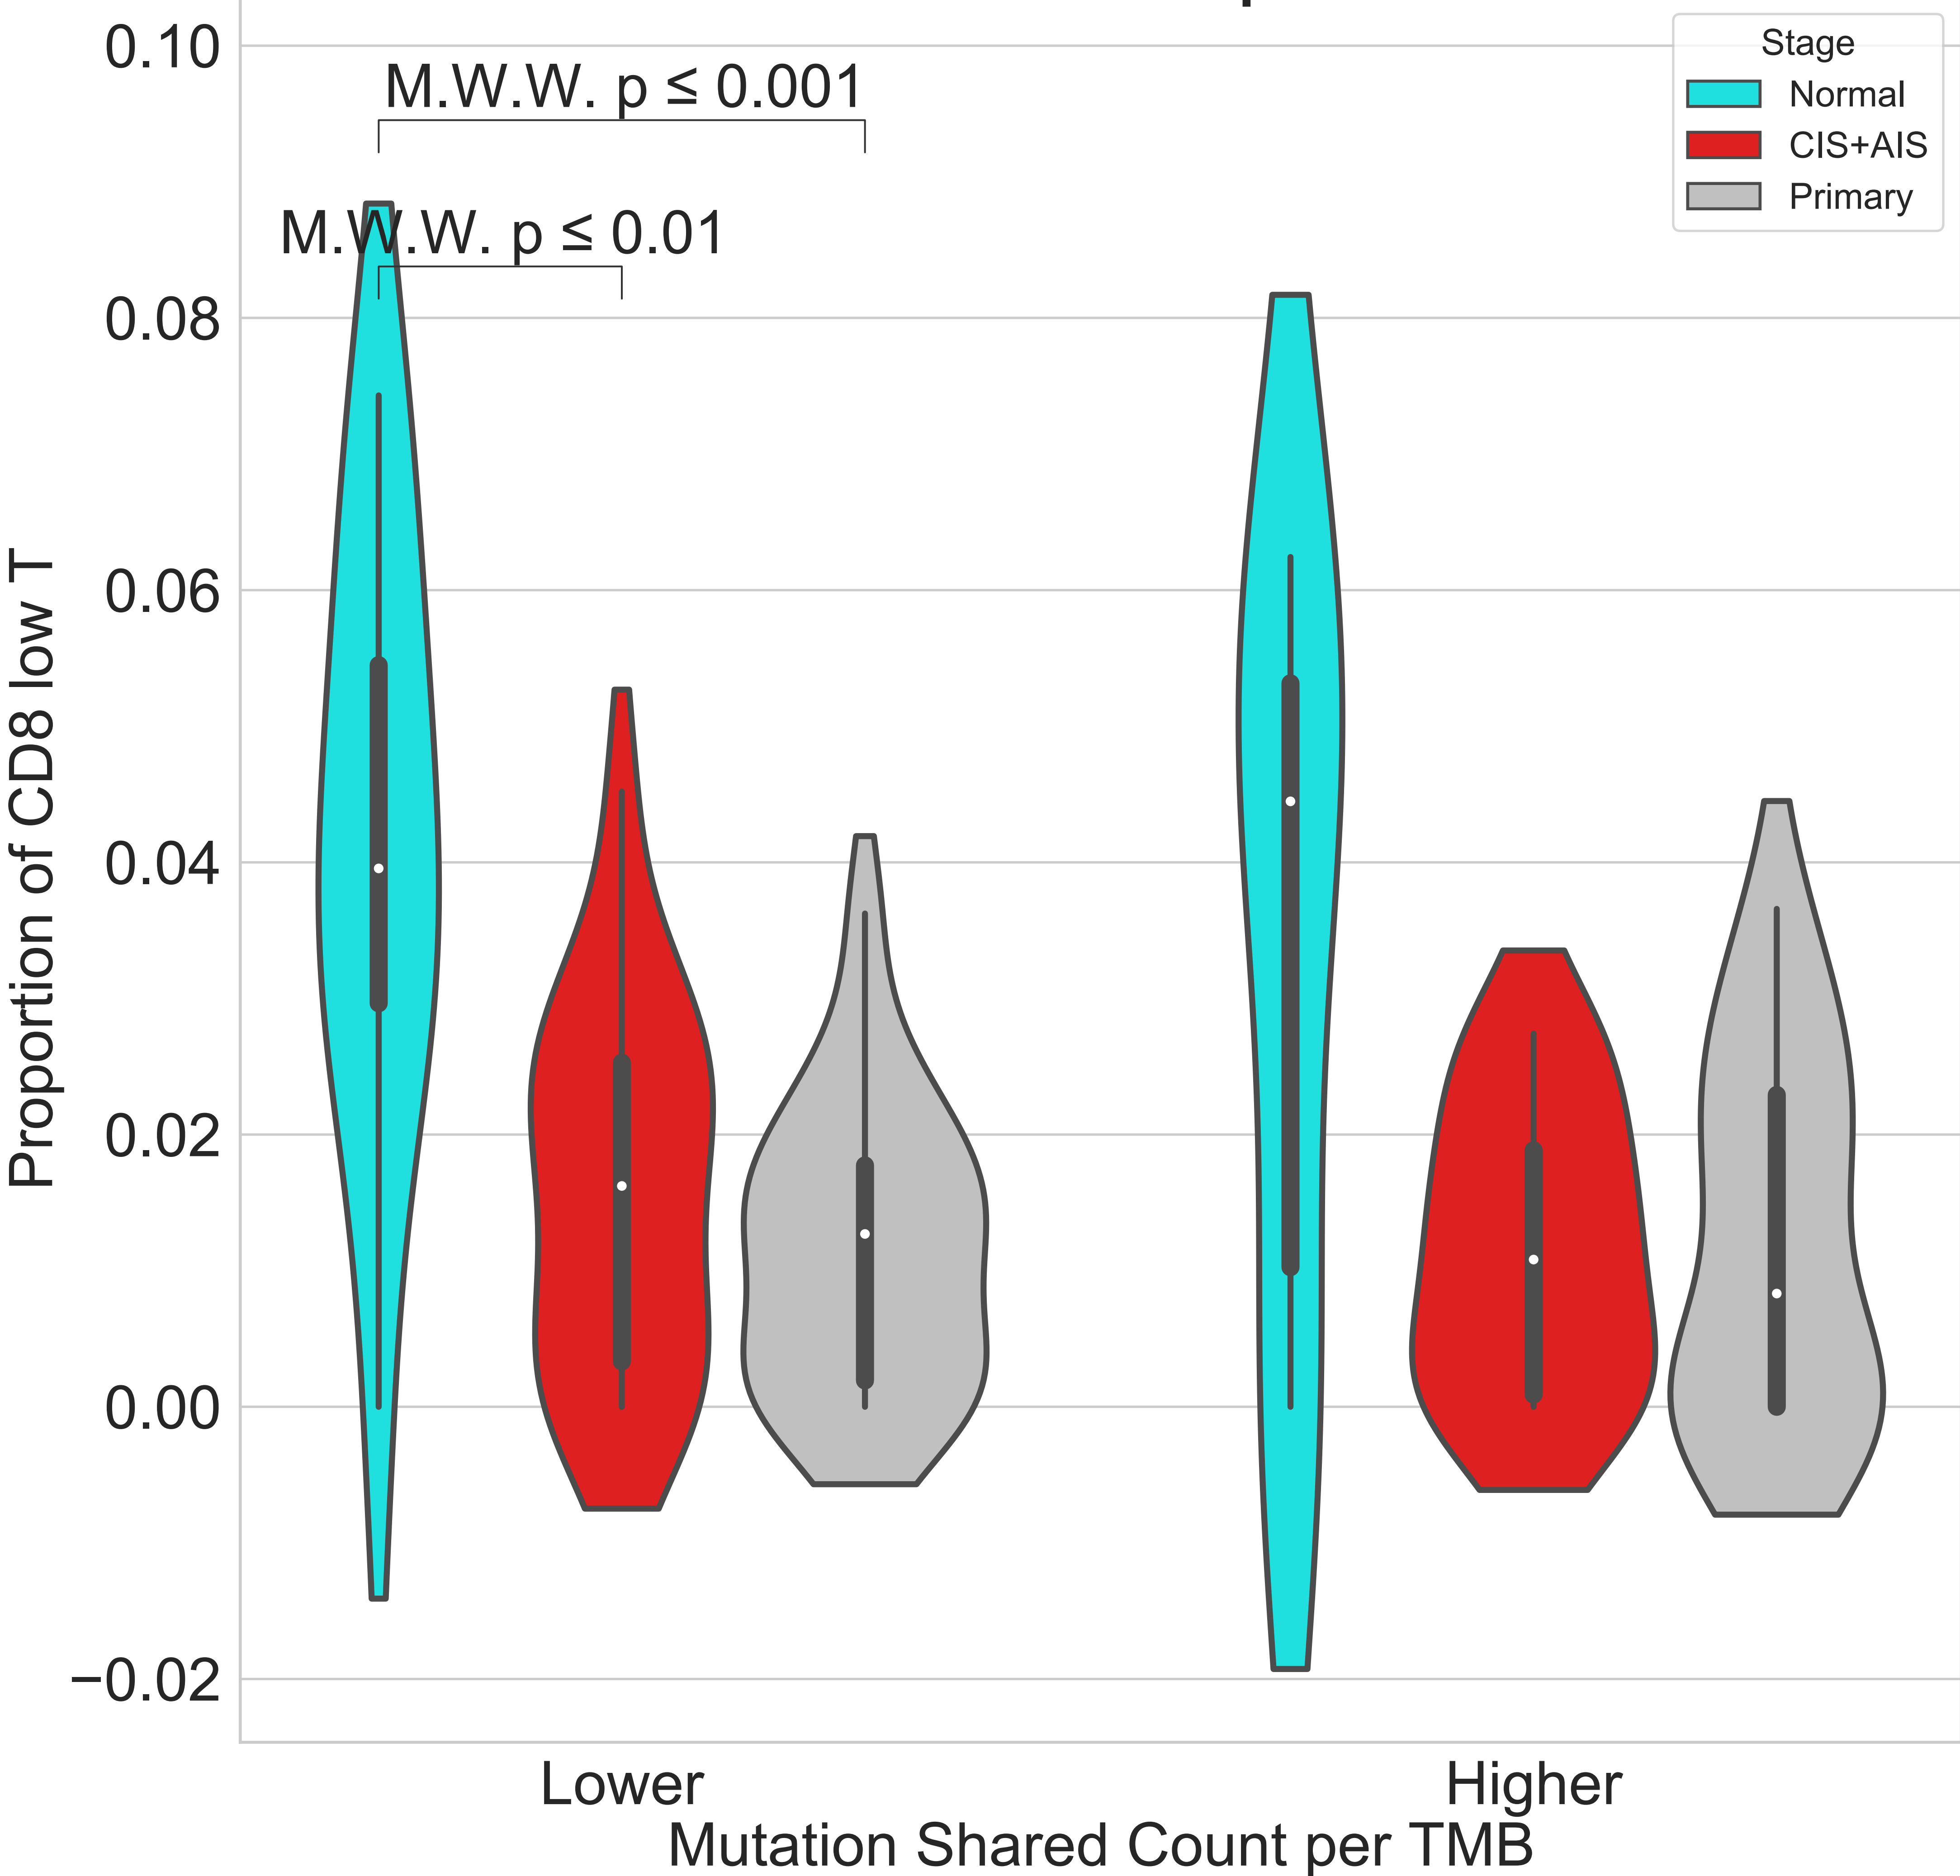 0.10
M.W.W. p ≤ 0.001
Stage
Normal
CIS+AIS
Primary
M.W.W. p ≤ 0.01
0.08
0.06
Proportion of CD8 low T
0.04
0.02
0.00
−0.02
Lower
Higher
Mutation Shared Count per TMB